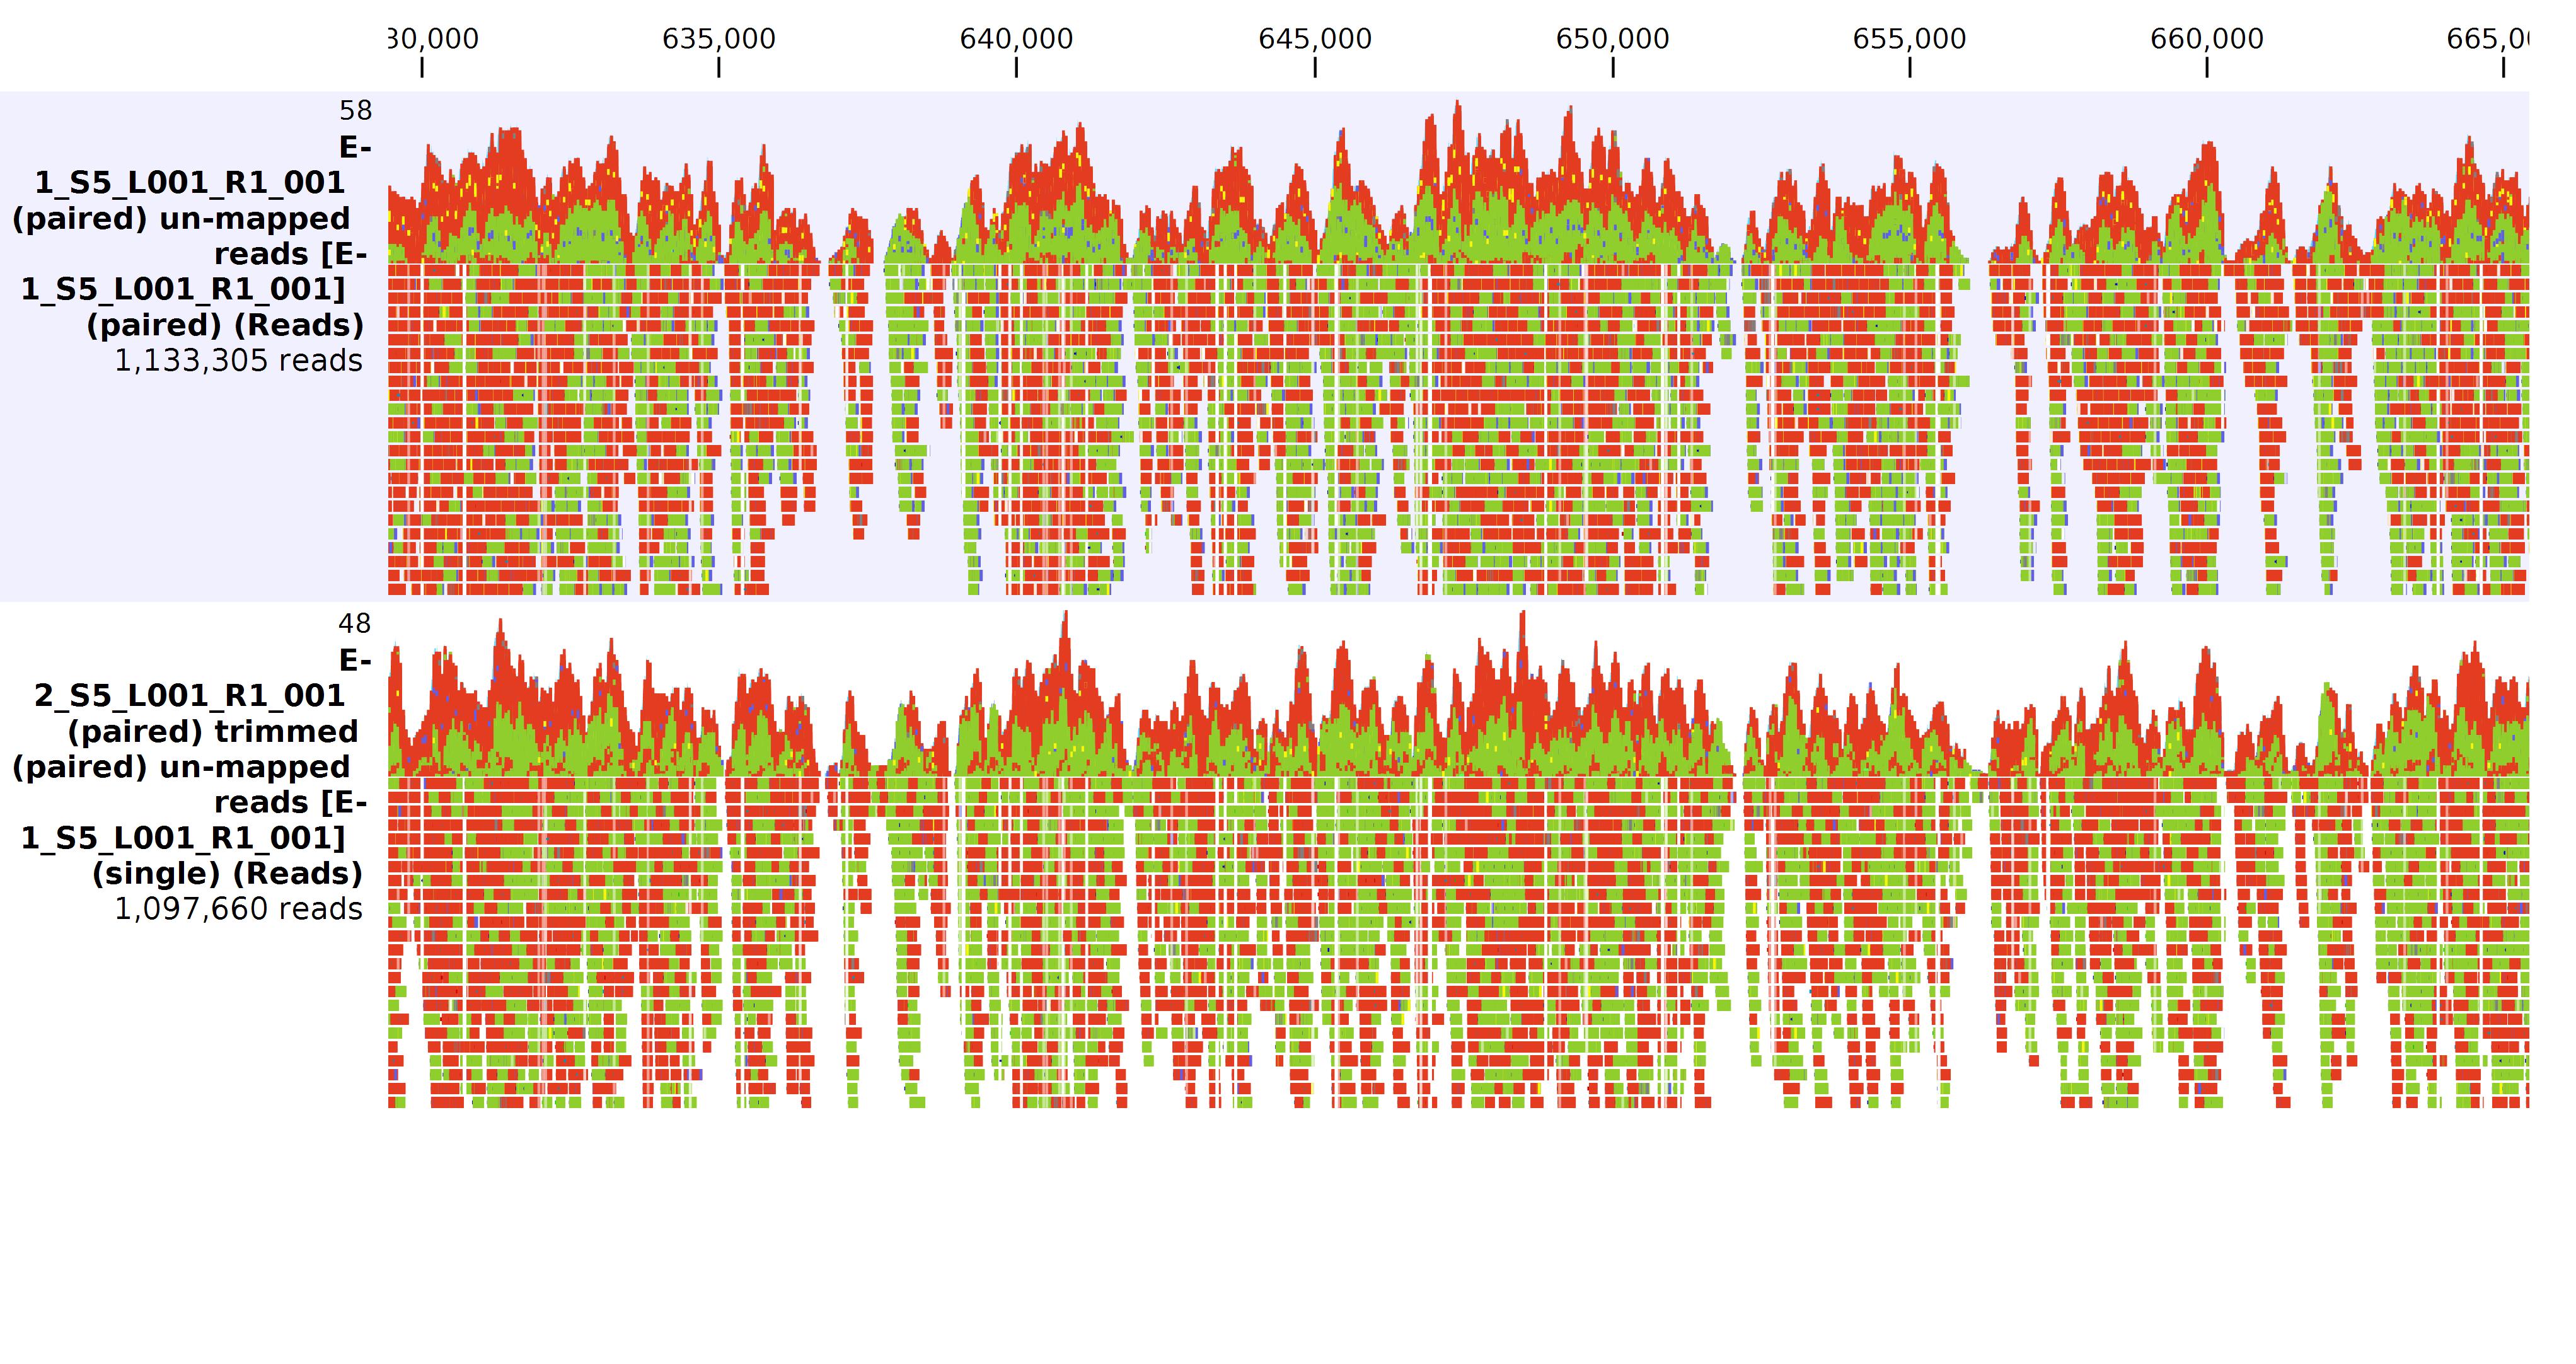 30,000 635,000 640,000 645,000 650,000 655,000 660,000 665,0
58
E-
1_S5_L001_R1_001
(paired) un-mapped
reads [E-
1_S5_L001_R1_001]
(paired) (Reads)
1,133,305 reads
48
E-
2_S5_L001_R1_001
(paired) trimmed
(paired) un-mapped
reads [E-
1_S5_L001_R1_001]
(single) (Reads)
1,097,660 reads